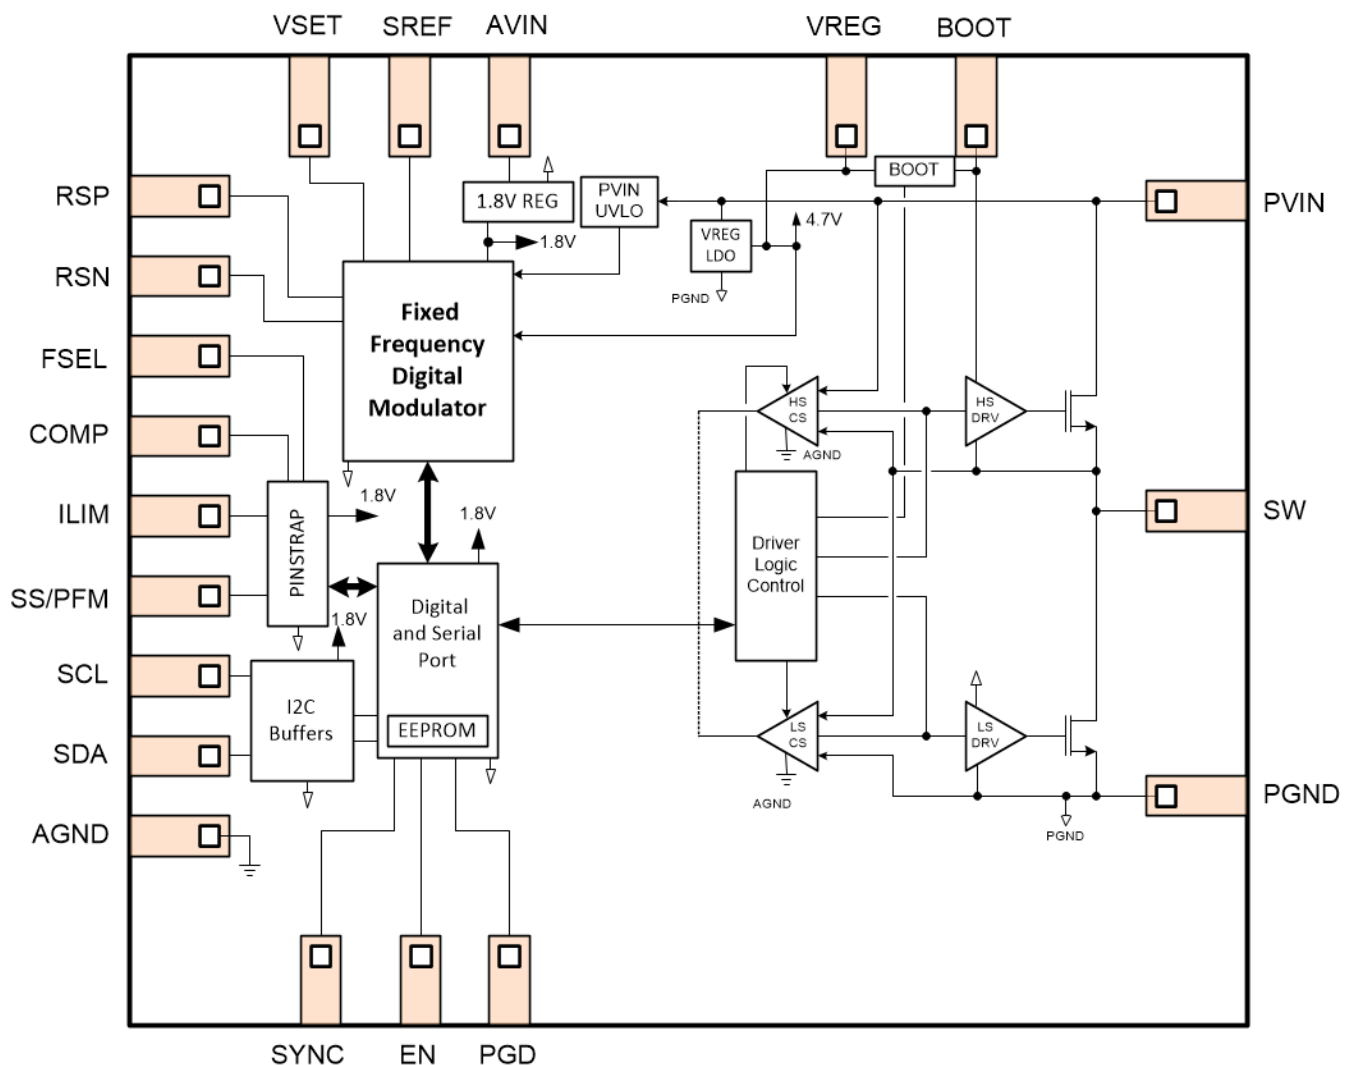 VSET
SREF
AVIN
VREG
BOOT
RSP
RSN
FSEL
COMP
ILIM
SS/PFM
SCL
SDA
AGND
1.8V REG
1.8V
PVIN
UVLO
BOOT
VREG
LDO
4.7V
PGND
PVIN
Fixed
Frequency
Digital
Modulator
HS
CS
AGND
HS
DRV
SW
PINSTRAP
1.8V
1.8V
1.8V
Digital
and Serial
Port
EEPROM
I2C
Buffers
Driver
Logic
Control
LS
CS
AGND
LS
DRV
PGND
PGND
SYNC
EN
PGD